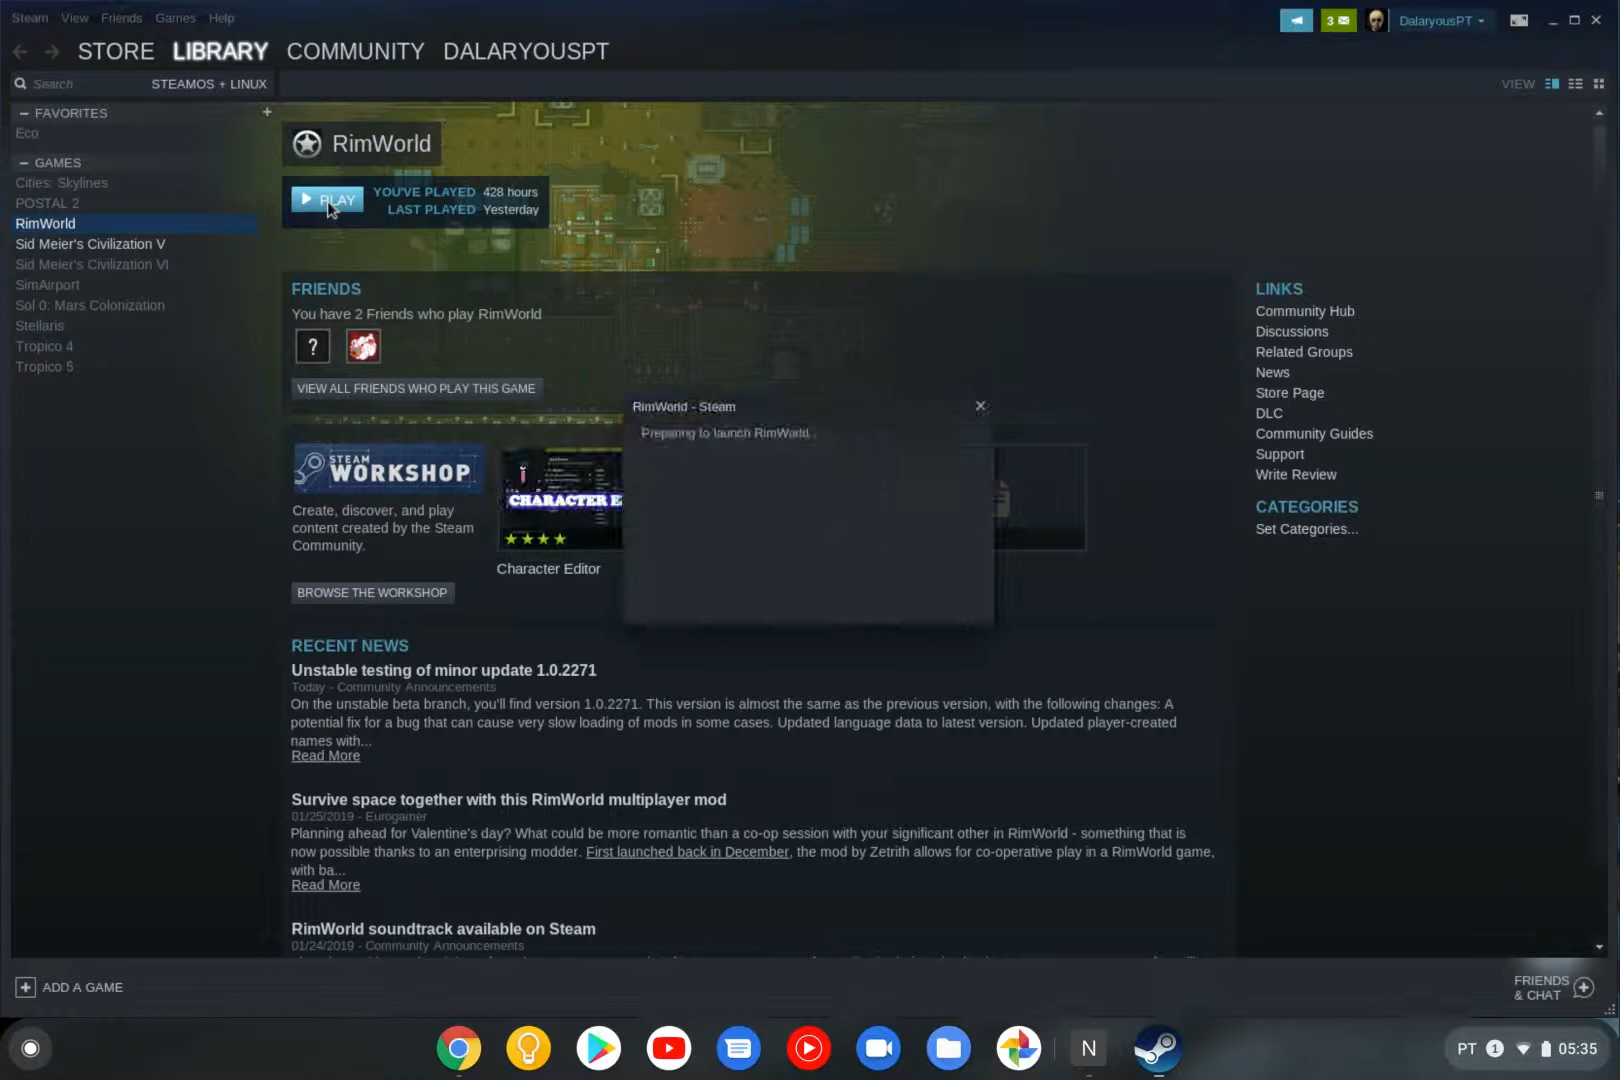 Steam View Friends Games Help
3
DalaryousPT
STORE LIBRARY COMMUNITY DALARYOUSPT
Search
STEAMOS + LINUX
VIEW
FAVORITES
Eco
GAMES
Cities: Skylines
POSTAL 2
RimWorld
Sid Meier's Civilization V
Sid Meier's Civilization VI
SimAirport
Sol 0: Mars Colonization
Stellaris
Tropico 4
Tropico 5
RimWorld
PLAY
YOU'VE PLAYED 428 hours
LAST PLAYED Yesterday
FRIENDS
You have 2 Friends who play RimWorld
?
VIEW ALL FRIENDS WHO PLAY THIS GAME
RimWorld - Steam
Preparing to launch RimWorld...
STEAM
WORKSHOP
Create, discover, and play
content created by the Steam
Community.
BROWSE THE WORKSHOP
CHARACTER E
Character Editor
LINKS
Community Hub
Discussions
Related Groups
News
Store Page
DLC
Community Guides
Support
Write Review
CATEGORIES
Set Categories...
RECENT NEWS
Unstable testing of minor update 1.0.2271
Today - Community Announcements
On the unstable beta branch, you'll find version 1.0.2271. This version is almost the same as the previous version, with the following changes: A
potential fix for a bug that can cause very slow loading of mods in some cases. Updated language data to latest version. Updated player-created
names with...
Read More
Survive space together with this RimWorld multiplayer mod
01/25/2019 - Eurogamer
Planning ahead for Valentine's day? What could be more romantic than a co-op session with your significant other in RimWorld - something that is
now possible thanks to an enterprising modder. First launched back in December, the mod by Zetrith allows for co-operative play in a RimWorld game,
with ba...
Read More
RimWorld soundtrack available on Steam
01/24/2019 - Community Announcements
ADD A GAME
FRIENDS
& CHAT
N
PT 1 05:35